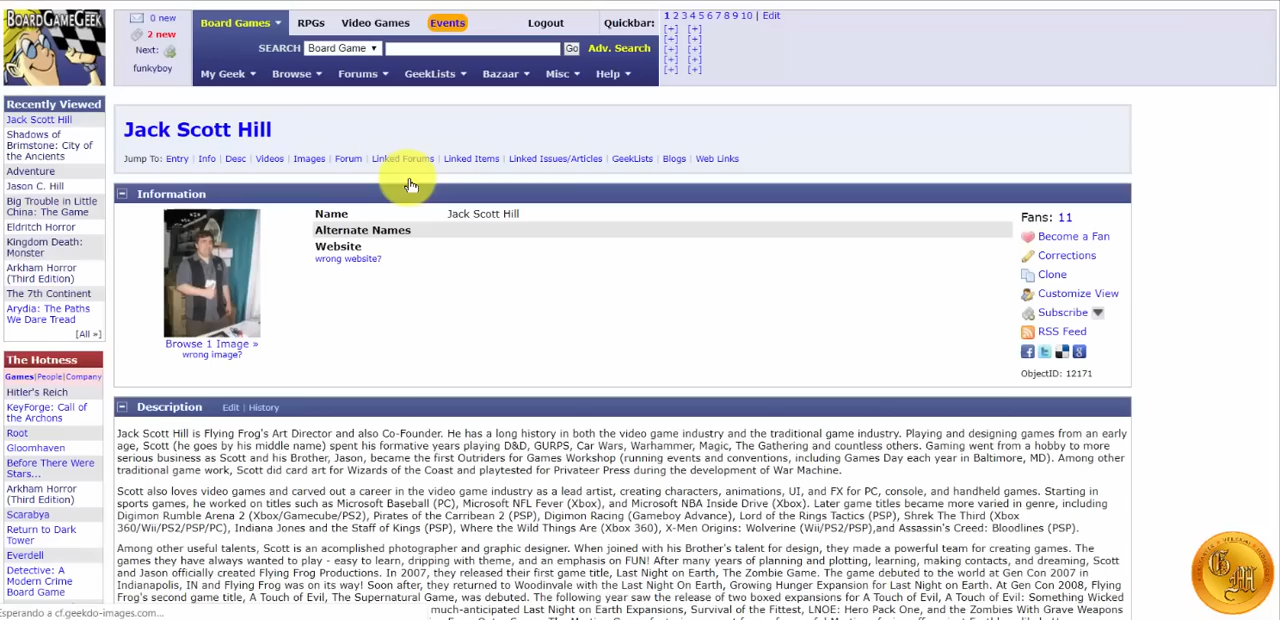 BOARDGAMEGEEK
0 new
2 new
Next:
funkyboy
Board Games RPGs Video Games Events Logout Quickbar:
1 2 3 4 5 6 7 8 9 10 | Edit
[+] [+]
[+] [+]
[+] [+]
[+] [+]
[+] [+]
SEARCH Board Game Go Adv. Search
My Geek Browse Forums GeekLists Bazaar Misc Help
Recently Viewed
Jack Scott Hill
Shadows of
Brimstone: City of
the Ancients
Adventure
Jason C. Hill
Big Trouble in Little
China: The Game
Eldritch Horror
Kingdom Death:
Monster
Arkham Horror
(Third Edition)
The 7th Continent
Arydia: The Paths
We Dare Tread
[All »]
The Hotness
Games|People|Company
Hitler's Reich
KeyForge: Call of
the Archons
Root
Gloomhaven
Before There Were
Stars...
Arkham Horror
(Third Edition)
Scarabya
Return to Dark
Tower
Everdell
Detective: A
Modern Crime
Board Game
Jack Scott Hill
Jump To: Entry | Info | Desc | Videos | Images | Forum | Linked Forums | Linked Items | Linked Issues/Articles | GeekLists | Blogs | Web Links
Information
Name Jack Scott Hill
Alternate Names
Website
wrong website?
Browse 1 Image »
wrong image?
Fans: 11
Become a Fan
Corrections
Clone
Customize View
Subscribe
RSS Feed
ObjectID: 12171
Description Edit | History
Jack Scott Hill is Flying Frog's Art Director and also Co-Founder. He has a long history in both the video game industry and the traditional game industry. Playing and designing games from an early
age, Scott (he goes by his middle name) spent his formative years playing D&D, GURPS, Car Wars, Warhammer, Magic, The Gathering and countless others. Gaming went from a hobby to more
serious business as Scott and his Brother, Jason, became the first Outriders for Games Workshop (running events and conventions, including Games Day each year in Baltimore, MD). Among other
traditional game work, Scott did card art for Wizards of the Coast and playtested for Privateer Press during the development of War Machine.
Scott also loves video games and carved out a career in the video game industry as a lead artist, creating characters, animations, UI, and FX for PC, console, and handheld games. Starting in
sports games, he worked on titles such as Microsoft Baseball (PC), Microsoft NFL Fever (Xbox), and Microsoft NBA Inside Drive (Xbox). Later game titles became more varied in genre, including
Digimon Rumble Arena 2 (Xbox/Gamecube/PS2), Pirates of the Carribean 2 (PSP), Digimon Racing (Gameboy Advance), Lord of the Rings Tactics (PSP), Shrek The Third (Xbox
360/Wii/PS2/PSP/PC), Indiana Jones and the Staff of Kings (PSP), Where the Wild Things Are (Xbox 360), X-Men Origins: Wolverine (Wii/PS2/PSP),and Assassin's Creed: Bloodlines (PSP).
Among other useful talents, Scott is an acomplished photographer and graphic designer. When joined with his Brother's talent for design, they made a powerful team for creating games. The
games they have always wanted to play - easy to learn, dripping with theme, and an emphasis on FUN! After many years of planning and plotting, learning, making contacts, and designing, Scott
and Jason officially created Flying Frog Productions. In 2007, they released their first game title, Last Night on Earth, The Zombie Game. The game debuted to the world at Gen Con 2007 in
Indianapolis, IN and Flying Frog was on its way! Soon after, they returned to Woodinvale with the Last Night On Earth, Growing Hunger Expansion for Last Night on Earth. At Gen Con 2008, Flying
Frog's second game title, A Touch of Evil, The Supernatural Game, was debuted. The following year saw the release of two boxed expansions for A Touch of Evil, A Touch of Evil: Something Wicked
much-anticipated Last Night on Earth Expansions, Survival of the Fittest, LNOE: Hero Pack One, and the Zombies With Grave Weapons
Esperando a cf.geekdo-images.com...
GM